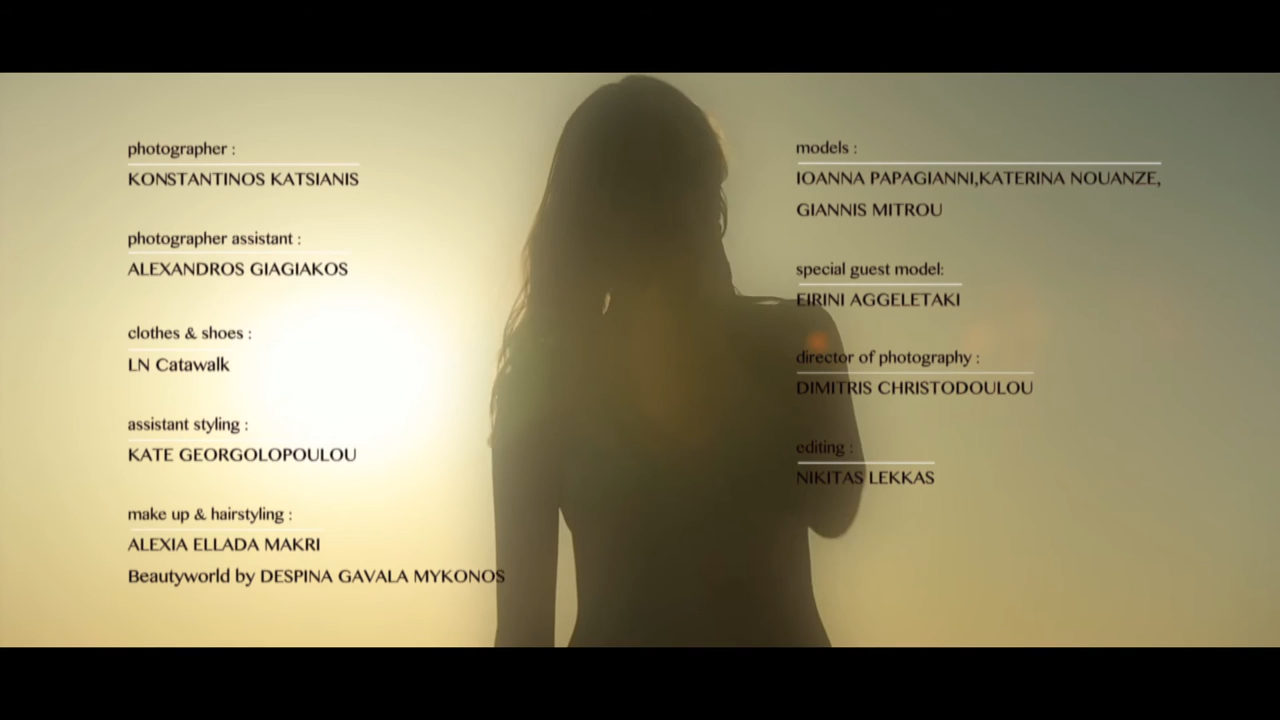 photographer :
KONSTANTINOS KATSIANIS
photographer assistant :
ALEXANDROS GIAGIAKOS
clothes & shoes :
LN Catawalk
assistant styling :
KATE GEORGOLOPOULOU
make up & hairstyling :
ALEXIA ELLADA MAKRI
Beautyworld by DESPINA GAVALA MYKONOS
models :
IOANNA PAPAGIANNI,KATERINA NOUANZE,
GIANNIS MITROU
special guest model:
EIRINI AGGELETAKI
director of photography :
DIMITRIS CHRISTODOULOU
editing :
NIKITAS LEKKAS